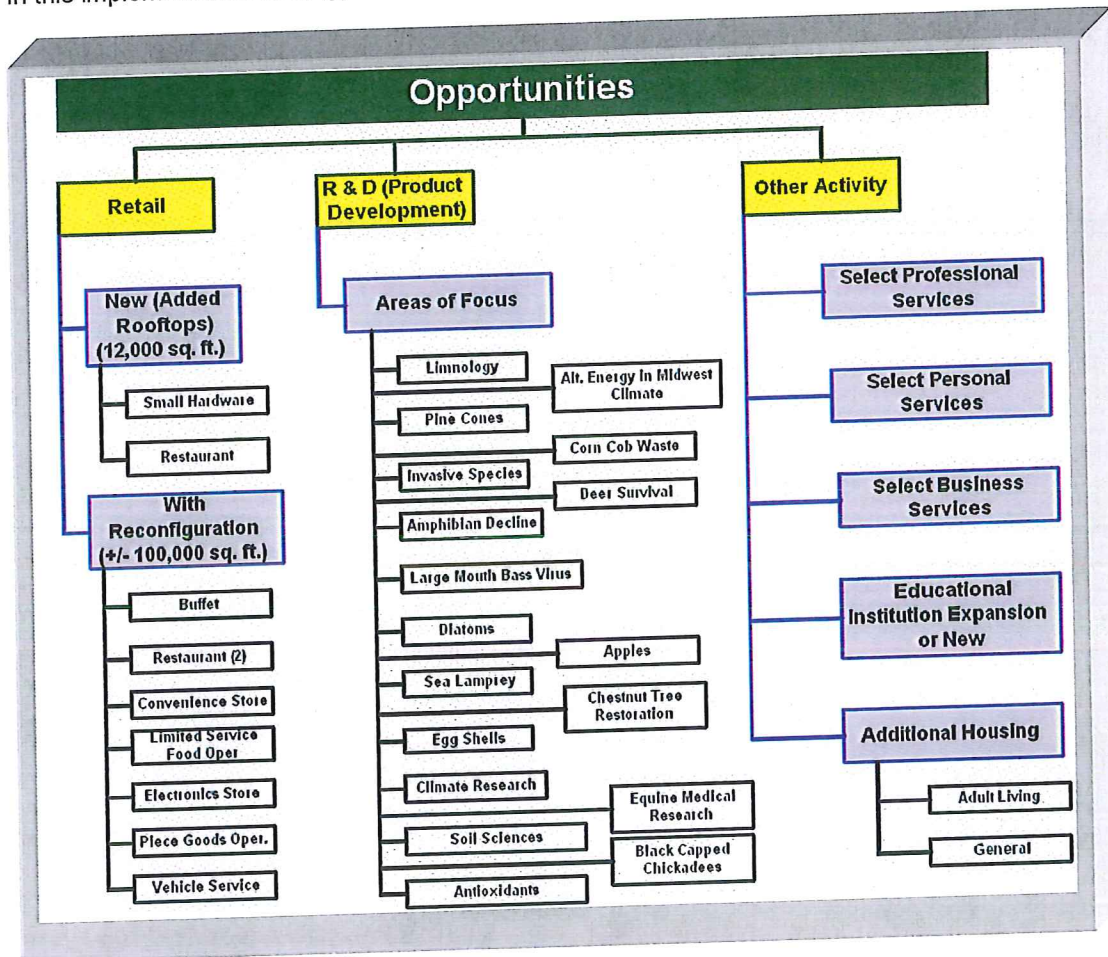 in this
Opportunities
Retail
New (Added
Rooftops)
(12,000 sq. ft.)
Small Hardware
Restaurant
With
Reconfiguration
(+/- 100,000 sq. ft.)
Buffet
Restaurant (2)
Convenience Store
Limited Service
Food Oper
Electronics Store
Piece Goods Oper.
Vehicle Service
R & D (Product
Development)
Areas of Focus
Limnology
Alt. Energy in Midwest
Climate
Pine Cones
Corn Cob Waste
Invasive Species
Deer Survival
Amphibian Decline
Large Mouth Bass Virus
Diatoms
Apples
Sea Lamprey
Chestnut Tree
Restoration
Egg Shells
Climate Research
Equine Medical
Research
Soil Sciences
Black Capped
Chickadees
Antioxidants
Other Activity
Select Professional
Services
Select Personal
Services
Select Business
Services
Educational
Institution Expansion
or New
Additional Housing
Adult Living
General